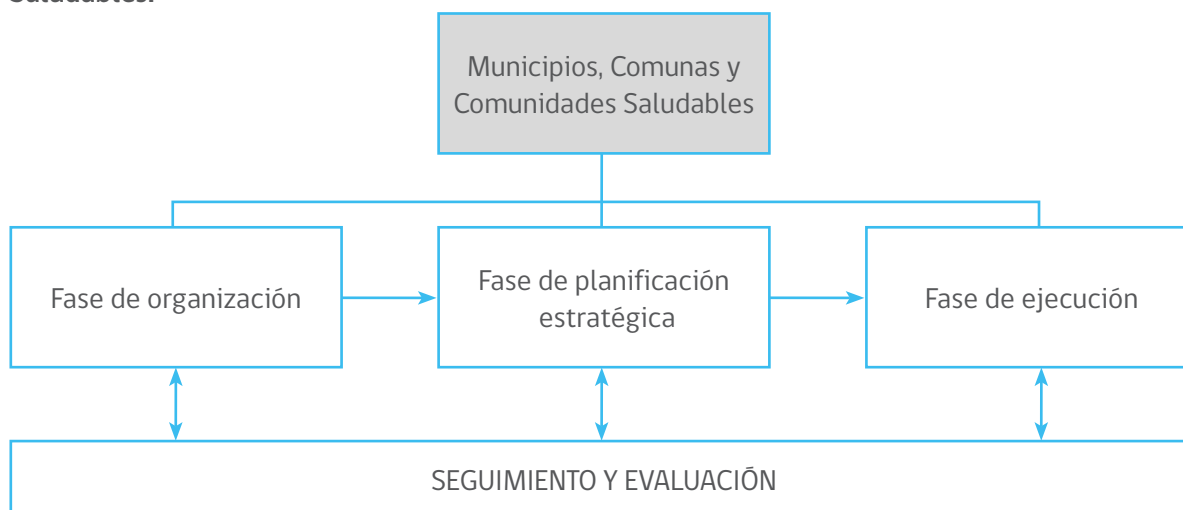 Saludables.
Municipios, Comunas y
Comunidades Saludables
Fase de organización
Fase de planificación
estratégica
Fase de ejecución
SEGUIMIENTO Y EVALUACIÓN